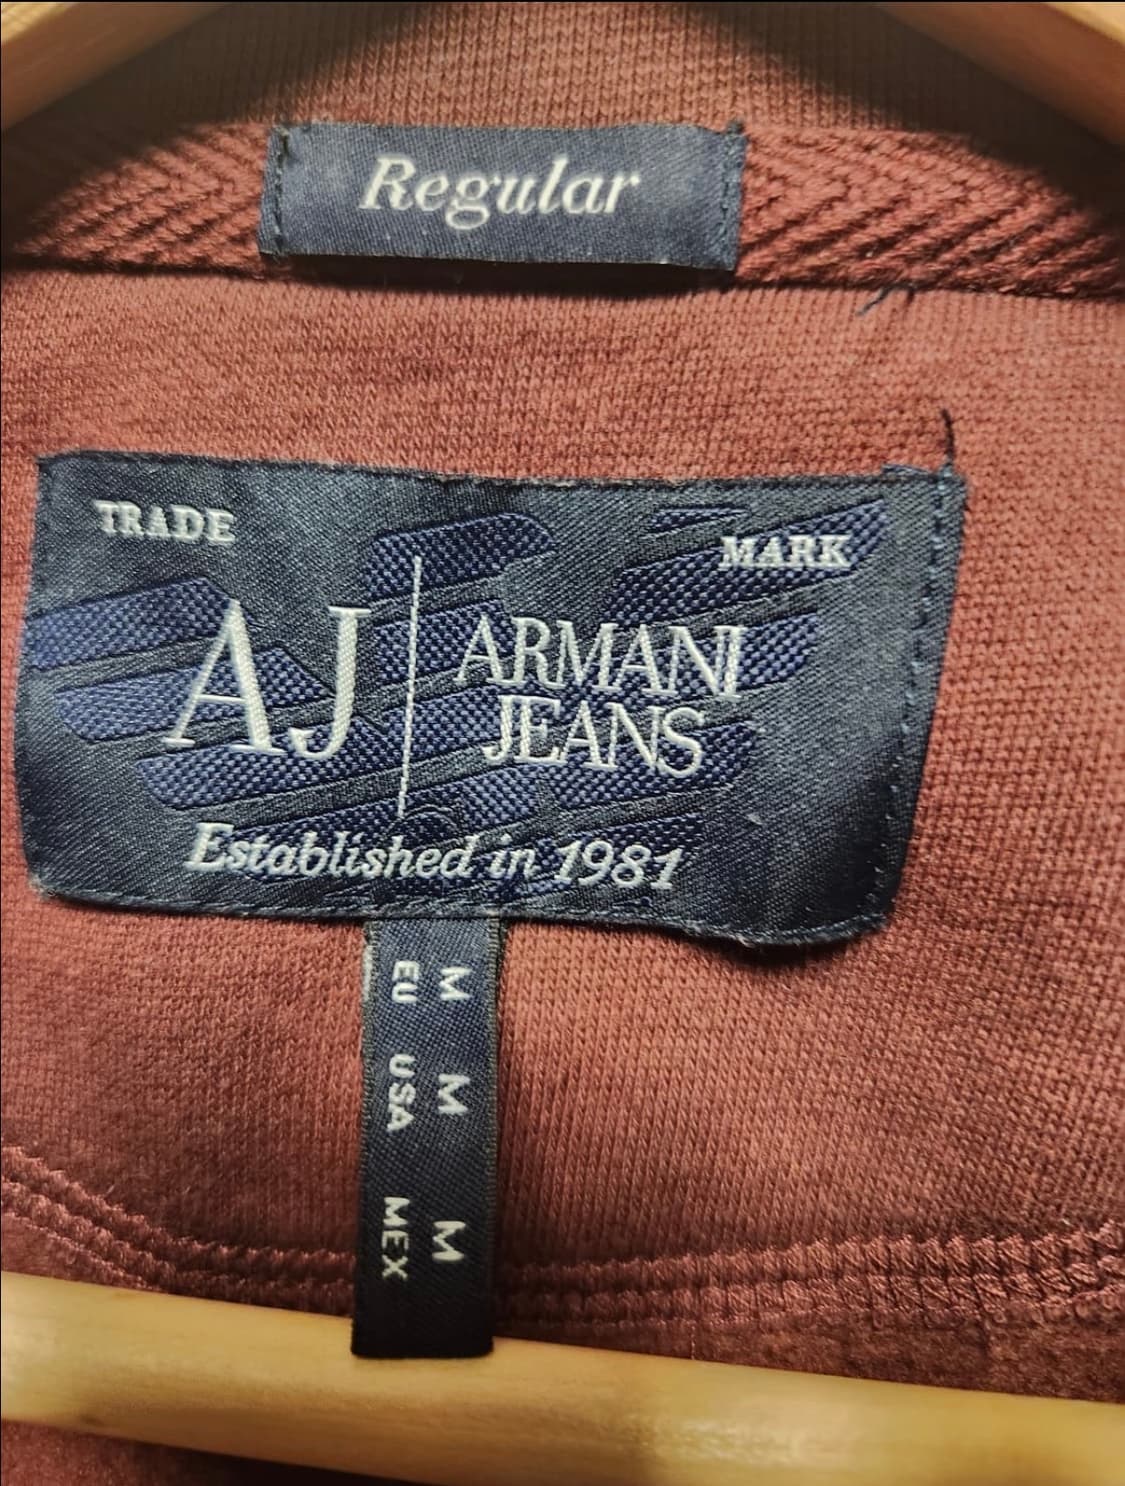 Regular
TRADE MARK
AJ ARMANI
JEANS
Established in 1981
M M M
EU USA MEX